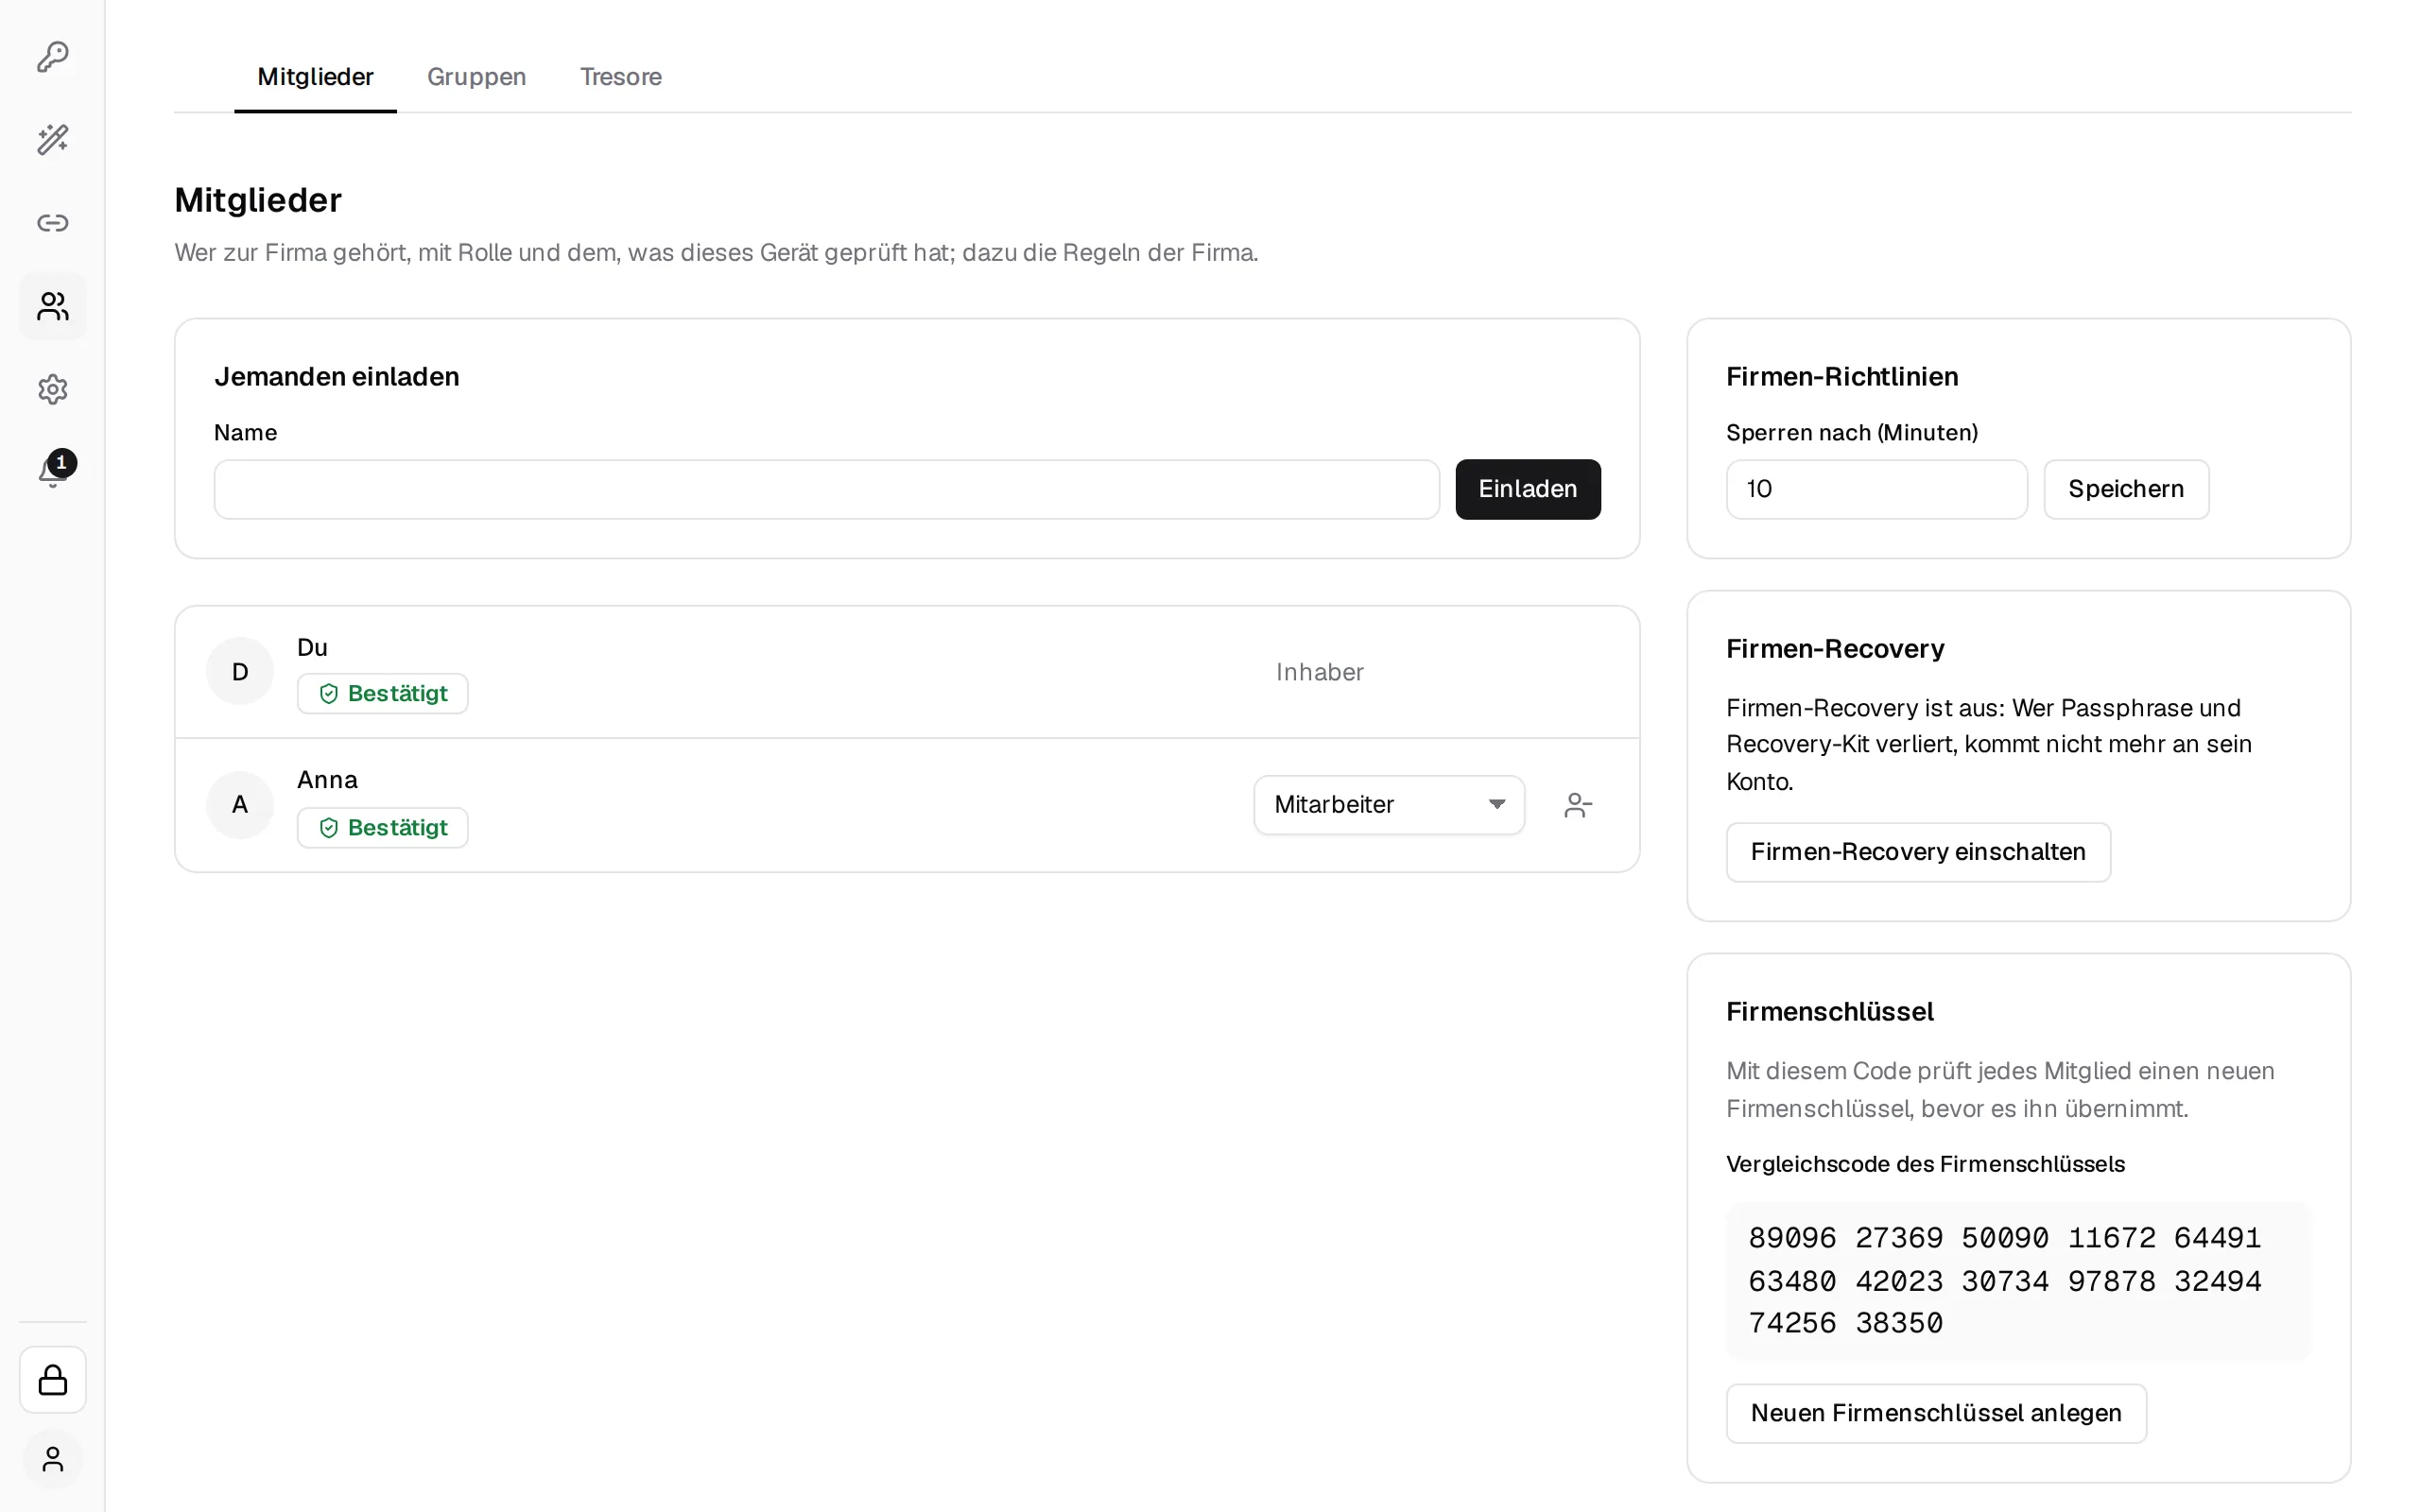 Mitglieder
Gruppen
Tresore
Mitglieder
Wer zur Firma gehört, mit Rolle und dem, was dieses Gerät geprüft hat; dazu die Regeln der Firma.
1
Jemanden einladen
Name
Einladen
D
Du
Bestätigt
Inhaber
A
Anna
Bestätigt
Mitarbeiter
Firmen-Richtlinien
Sperren nach (Minuten)
10
Speichern
Firmen-Recovery
Firmen-Recovery ist aus: Wer Passphrase und
Recovery-Kit verliert, kommt nicht mehr an sein
Konto.
Firmen-Recovery einschalten
Firmenschlüssel
Mit diesem Code prüft jedes Mitglied einen neuen
Firmenschlüssel, bevor es ihn übernimmt.
Vergleichscode des Firmenschlüssels
89096 27369 50090 11672 64491
63480 42023 30734 97878 32494
74256 38350
Neuen Firmenschlüssel anlegen